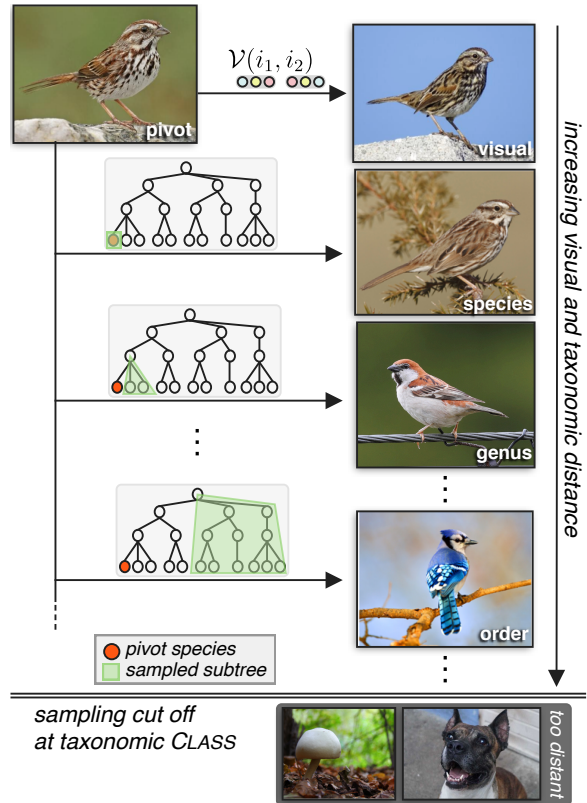 pivot
𝒱(i₁, i₂)
visual
species
genus
order
increasing visual and taxonomic distance
pivot species
sampled subtree
sampling cut off
at taxonomic CLASS
too distant